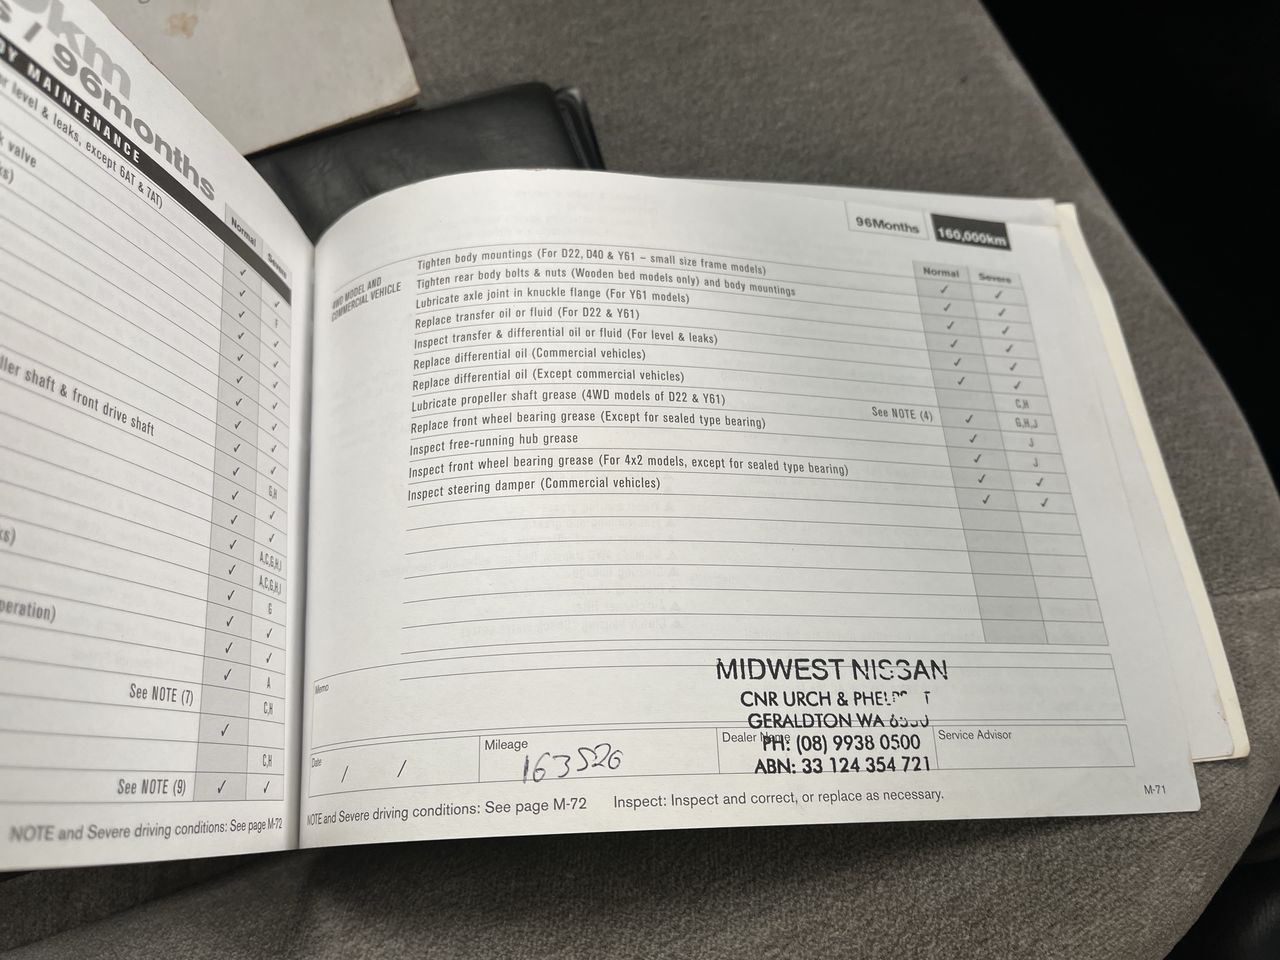 0km
s / 96months
DY MAINTENANCE
or level & leaks, except 6AT & 7AT)
k valve
ks)
Normal
Severe
✓
✓ ✓
✓ F
✓ ✓
✓ ✓
✓ ✓
✓ ✓
ller shaft & front drive shaft
✓ ✓
✓ ✓
✓ ✓
✓ G,H
✓ ✓
✓ ✓
ks)
✓ A,C,G,H,J
✓ A,C,G,H,J
✓ G
peration)
✓ ✓
✓ ✓
✓ A
See NOTE (7) C,H
✓
C,H
See NOTE (9) ✓ ✓
NOTE and Severe driving conditions: See page M-72
96Months 160,000km
4WD MODEL AND
COMMERCIAL VEHICLE
Normal Severe
Tighten body mountings (For D22, D40 & Y61 – small size frame models) ✓ ✓
Tighten rear body bolts & nuts (Wooden bed models only) and body mountings ✓ ✓
Lubricate axle joint in knuckle flange (For Y61 models) ✓ ✓
Replace transfer oil or fluid (For D22 & Y61) ✓ ✓
Inspect transfer & differential oil or fluid (For level & leaks) ✓ ✓
Replace differential oil (Commercial vehicles) C,H
Replace differential oil (Except commercial vehicles) See NOTE (4) ✓ G,H,J
Lubricate propeller shaft grease (4WD models of D22 & Y61) ✓ J
Replace front wheel bearing grease (Except for sealed type bearing) ✓ J
Inspect free-running hub grease ✓ ✓
Inspect front wheel bearing grease (For 4x2 models, except for sealed type bearing) ✓ ✓
Inspect steering damper (Commercial vehicles)
Memo
MIDWEST NISSAN
CNR URCH &
GERALDTON WA
PH: (08) 9938 0500
ABN: 33 124 354 721
Date / /
Mileage
163526
Dealer Name
Service Advisor
NOTE and Severe driving conditions: See page M-72 Inspect: Inspect and correct, or replace as necessary.
M-71